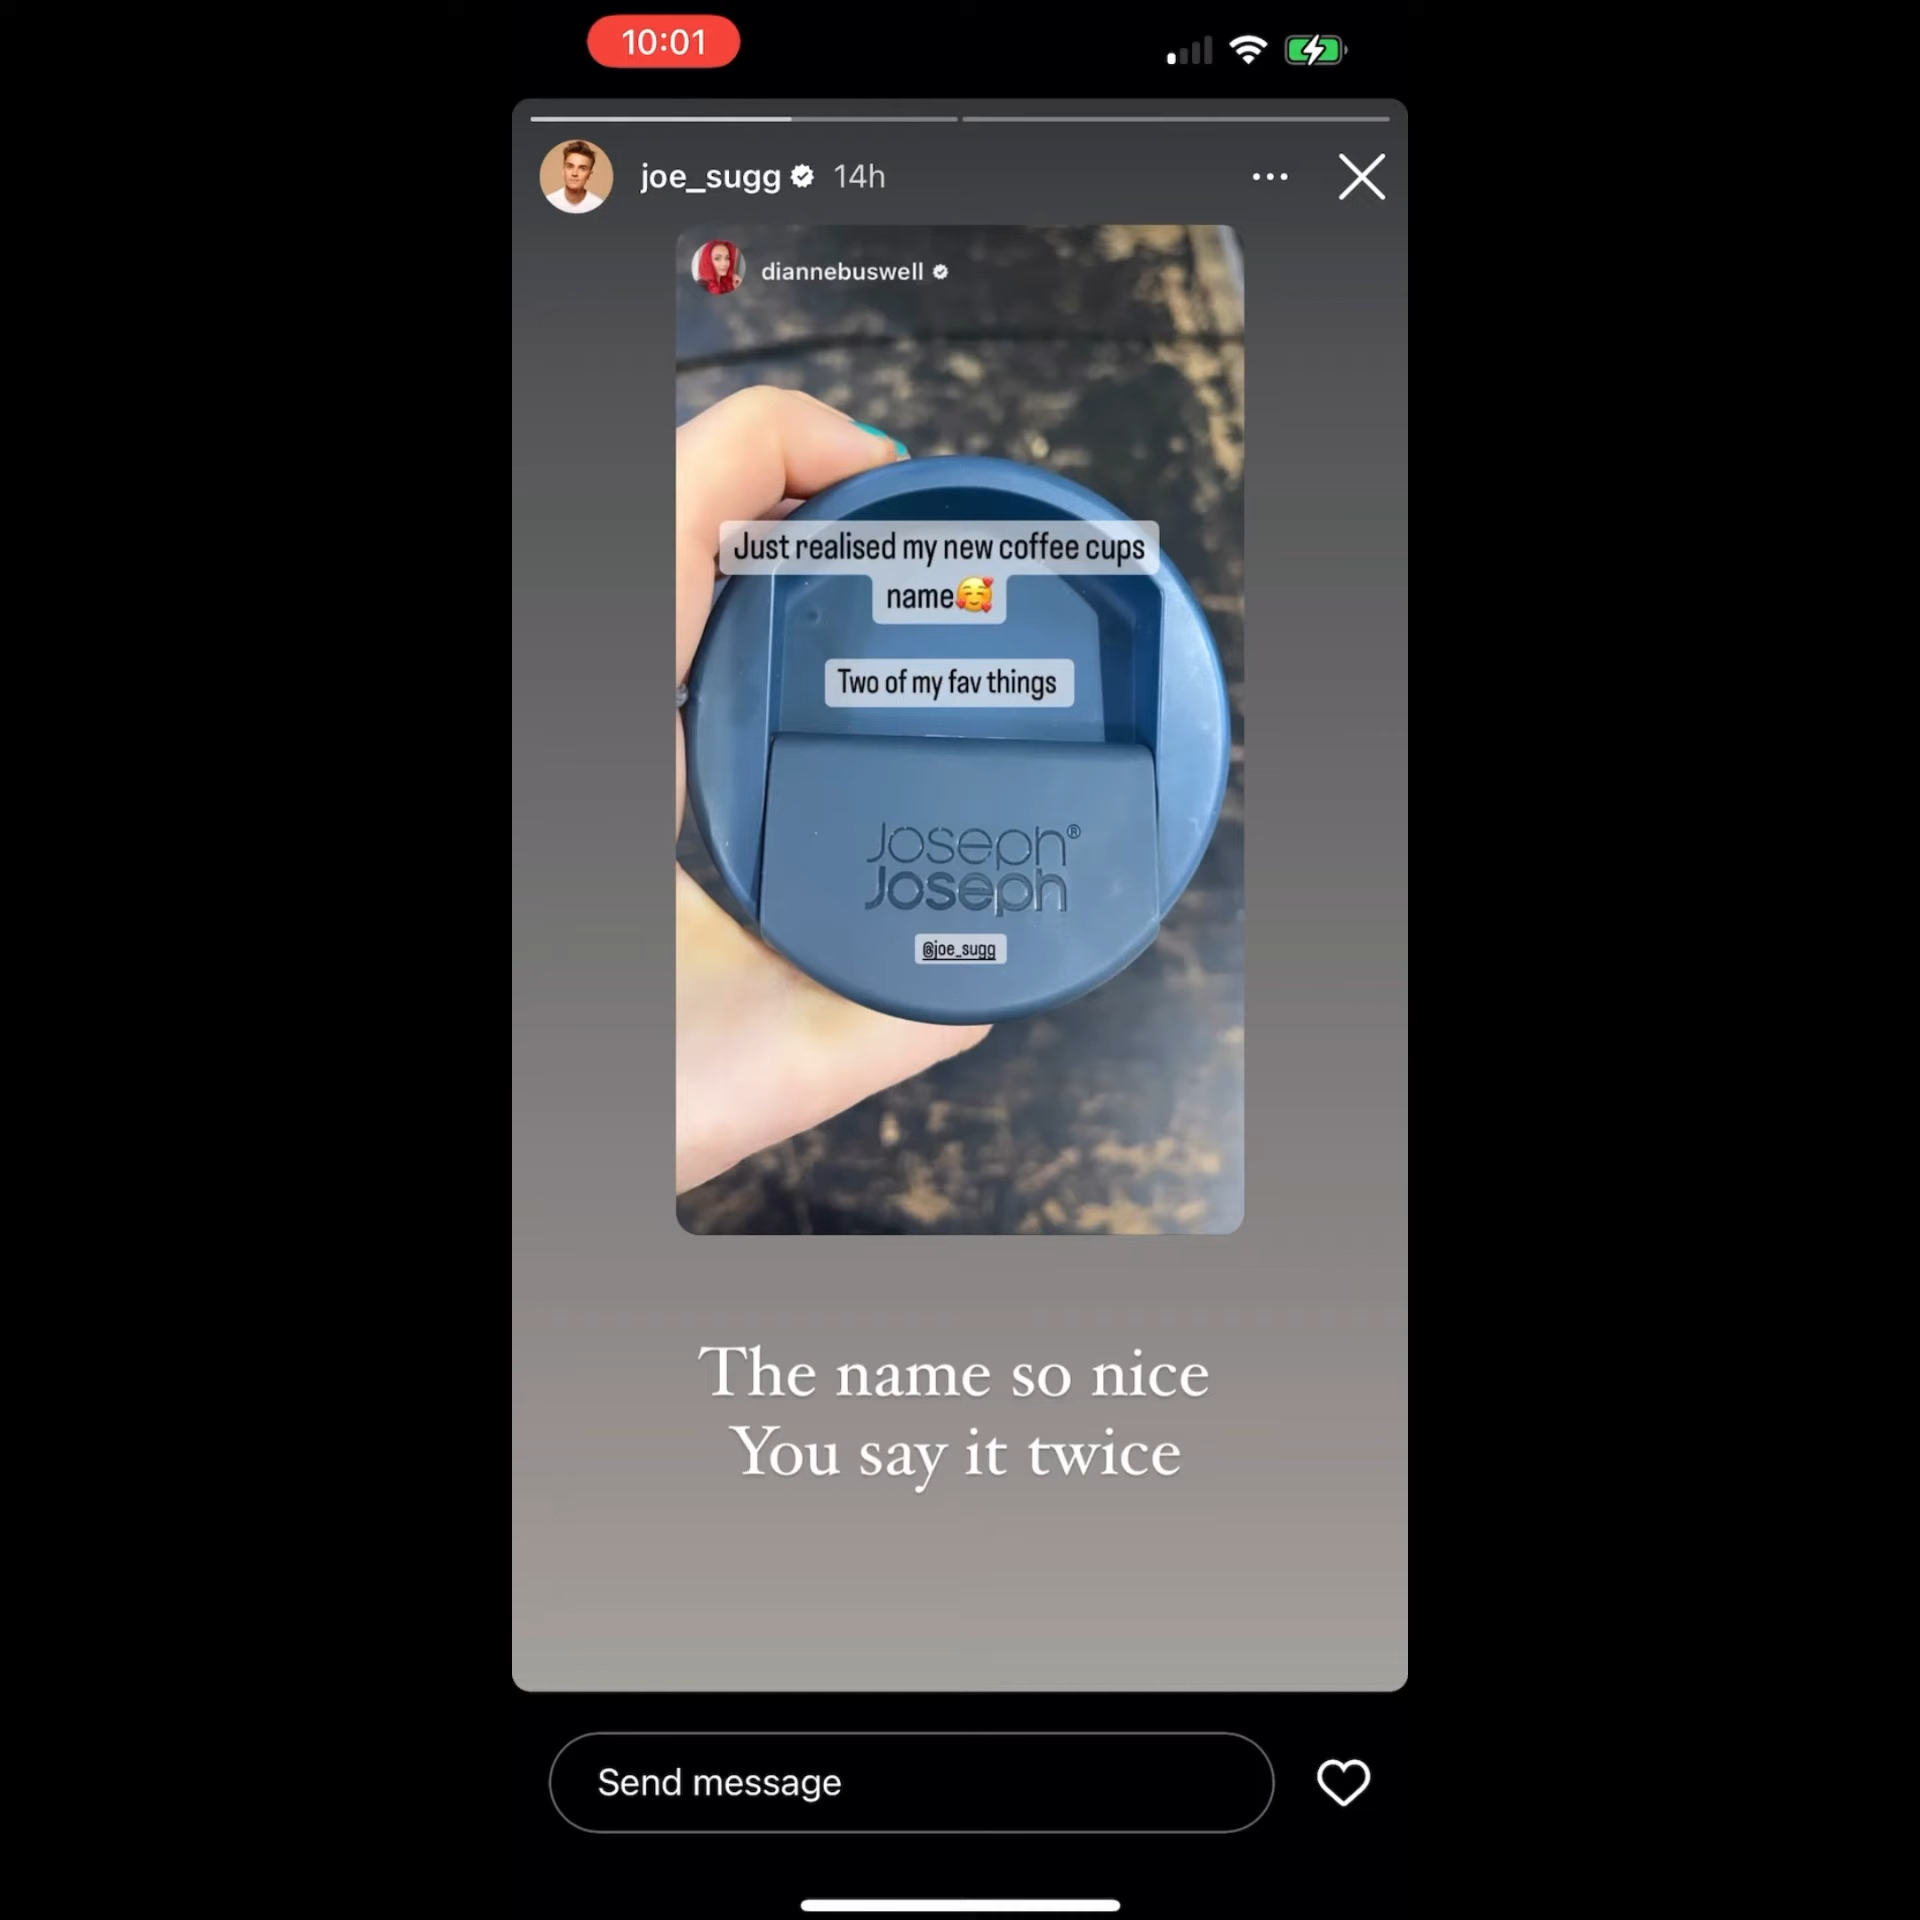 10:01
joe_sugg 14h
diannebuswell
Just realised my new coffee cups
name🥰
Two of my fav things
Joseph®
Joseph
@joe_sugg
The name so nice
You say it twice
Send message